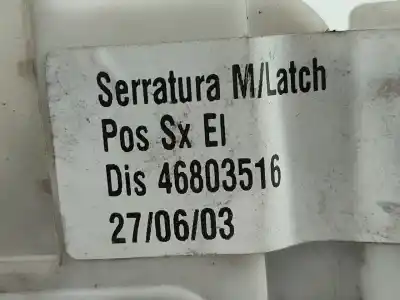 Serratura M/Latch
Pos Sx El
Dis 46803516
27/06/03